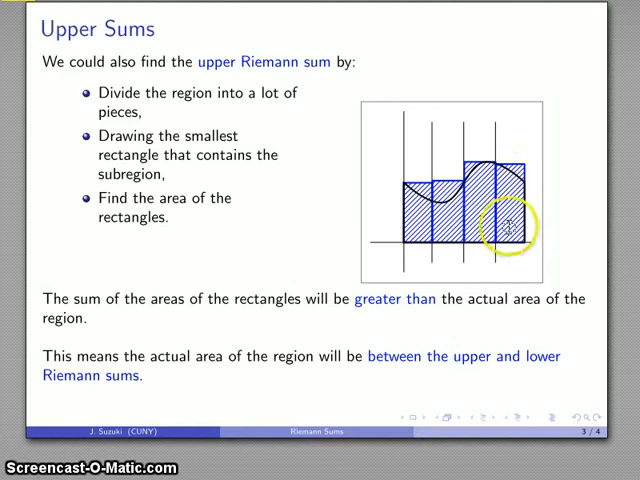 Upper Sums
We could also find the upper Riemann sum by:
Divide the region into a lot of
pieces,
Drawing the smallest
rectangle that contains the
subregion,
Find the area of the
rectangles.
The sum of the areas of the rectangles will be greater than the actual area of the
region.
This means the actual area of the region will be between the upper and lower
Riemann sums.
J. Suzuki (CUNY) Riemann Sums 3 / 4
Screencast-O-Matic.com